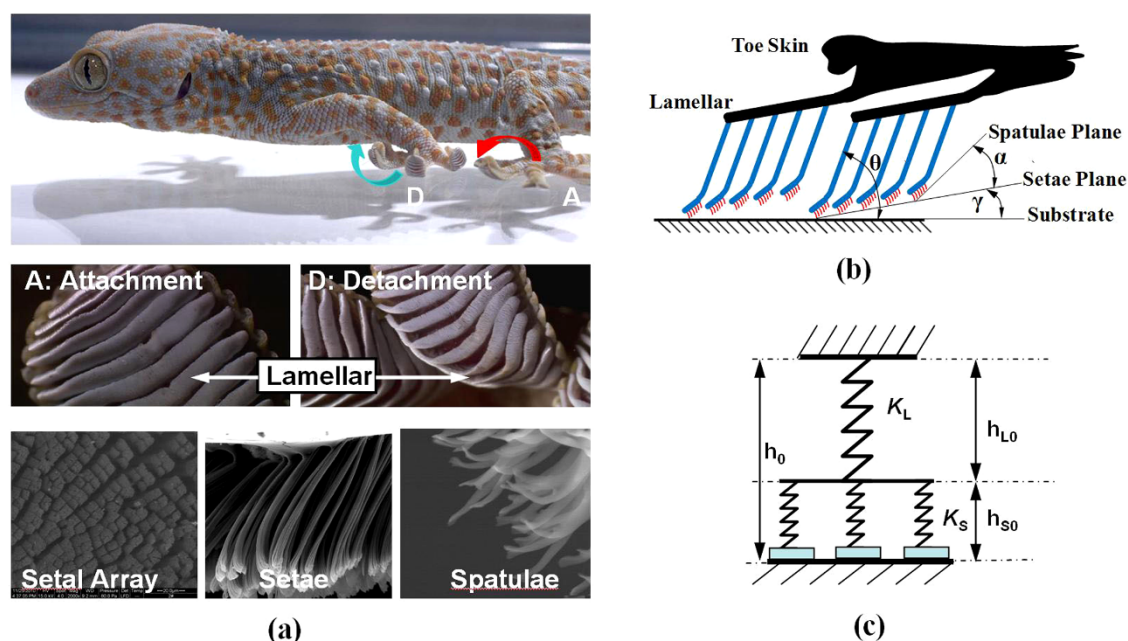 D
A
A: Attachment
D: Detachment
Lamellar
Setal Array
Setae
Spatulae
(a)
Toe Skin
Lamellar
Spatulae Plane
Setae Plane
Substrate
θ
α
γ
(b)
K_L
h_0
h_L0
K_S
h_S0
(c)